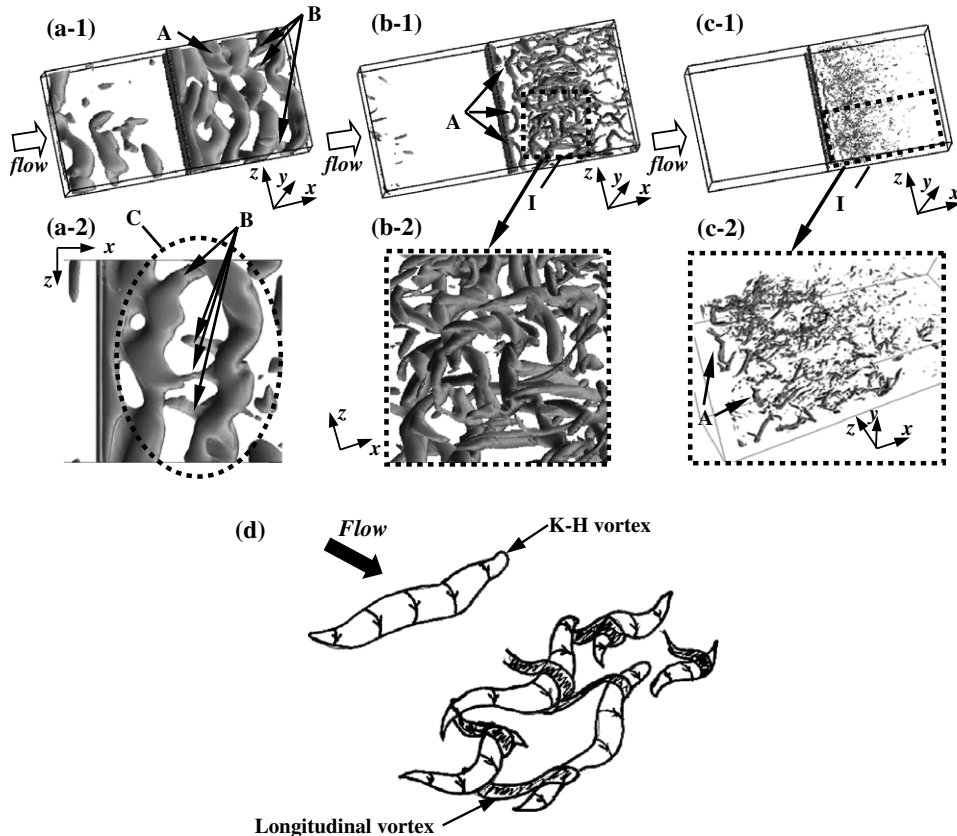 (a-1)
B
A
flow
z
y
x
(b-1)
A
flow
z
y
x
I
(c-1)
flow
z
y
x
I
(a-2)
C
B
x
z
(b-2)
z
x
(c-2)
A
z
y
x
(d)
Flow
K-H vortex
Longitudinal vortex